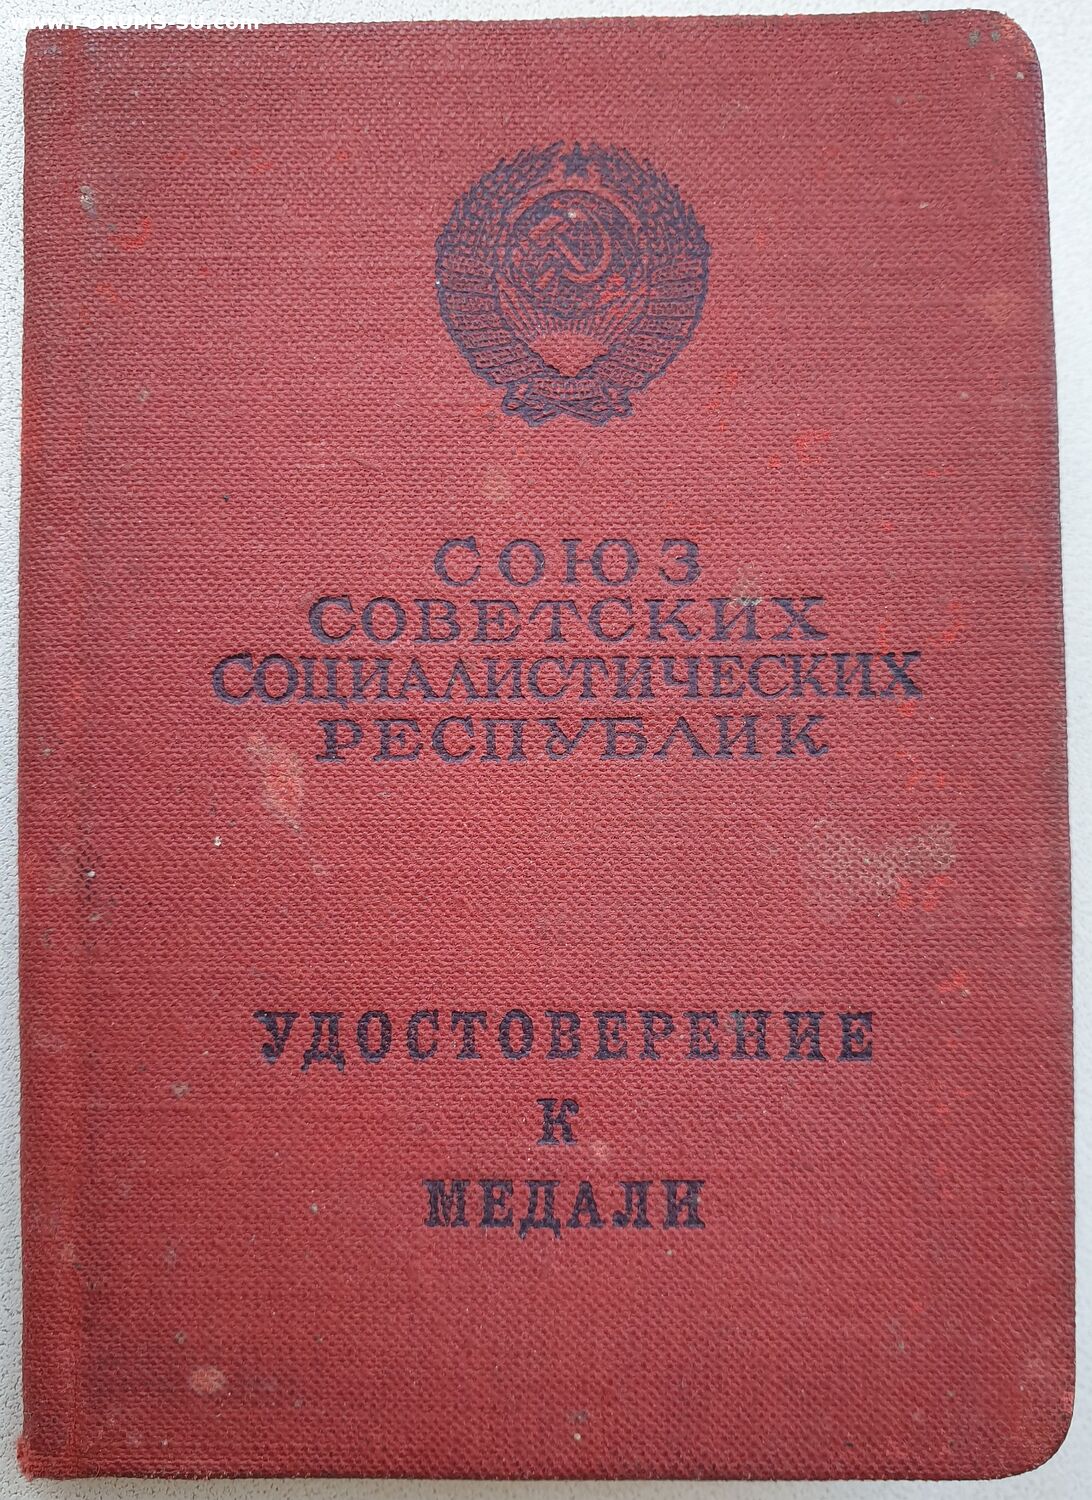 СОЮЗ
СОВЕТСКИХ
СОЦИАЛИСТИЧЕСКИХ
РЕСПУБЛИК
УДОСТОВЕРЕНИЕ
К
МЕДАЛИ